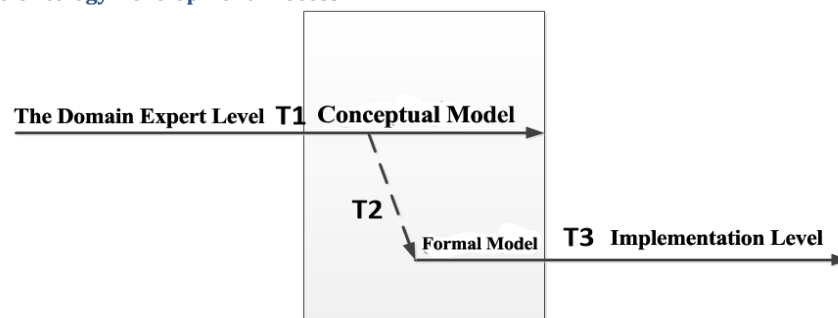 The Domain Expert Level T1 Conceptual Model
T2
Formal Model T3 Implementation Level